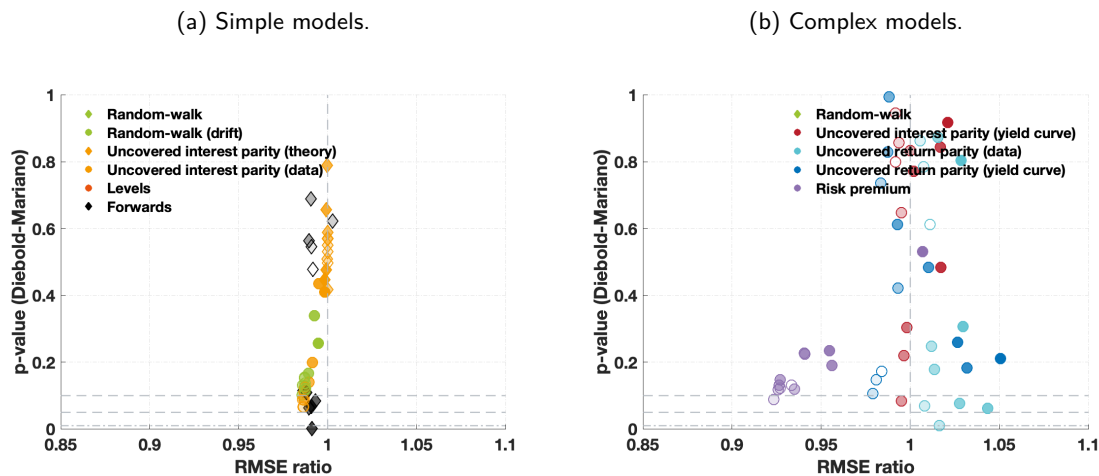 (a) Simple models.
1
0.8
0.6
0.4
0.2
0
p-value (Diebold-Mariano)
Random-walk
Random-walk (drift)
Uncovered interest parity (theory)
Uncovered interest parity (data)
Levels
Forwards
0.85
0.9
0.95
1
1.05
1.1
RMSE ratio
(b) Complex models.
1
0.8
0.6
0.4
0.2
0
p-value (Diebold-Mariano)
Random-walk
Uncovered interest parity (yield curve)
Uncovered return parity (data)
Uncovered return parity (yield curve)
Risk premium
0.85
0.9
0.95
1
1.05
1.1
RMSE ratio